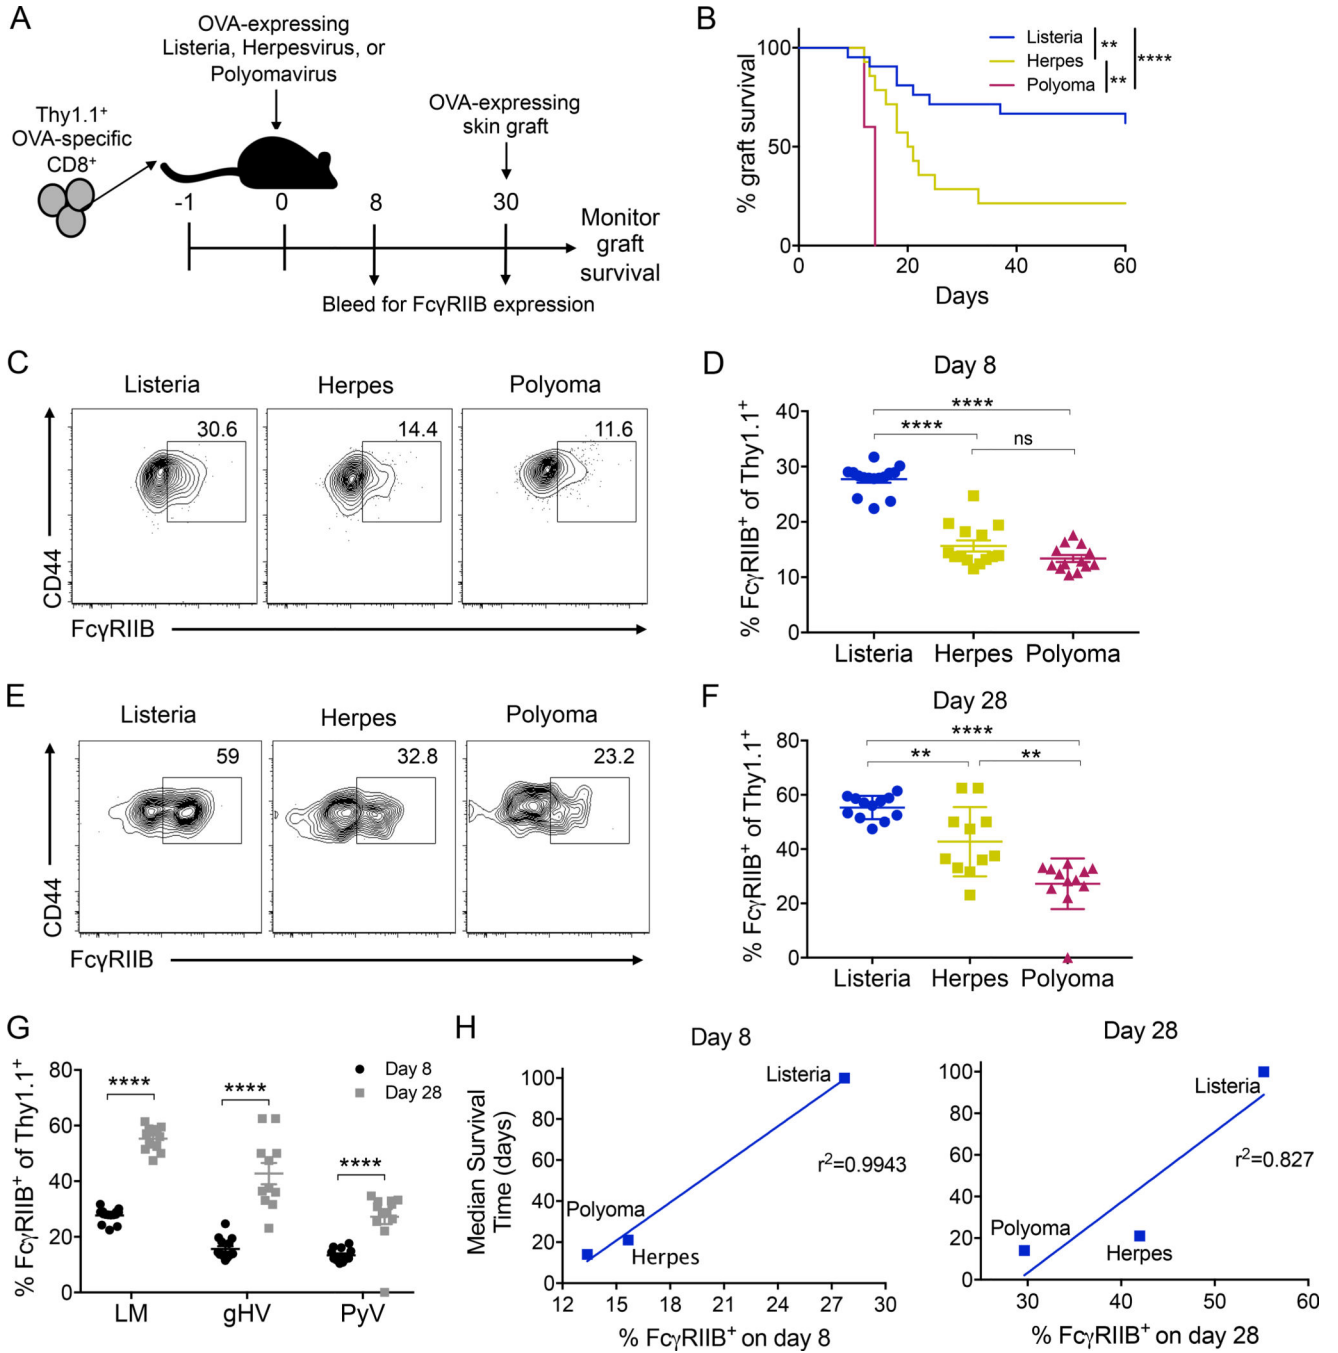 A
OVA-expressing
Listeria, Herpesvirus, or
Polyomavirus
Thy1.1+
OVA-specific
CD8+
OVA-expressing
skin graft
-1 0 8 30
Monitor
graft
survival
Bleed for FcγRIIB expression
B
% graft survival
100
50
0
0 20 40 60
Days
Listeria
Herpes
Polyoma
**
**
****
C
Listeria Herpes Polyoma
30.6 14.4 11.6
CD44
FcγRIIB
D
Day 8
% FcγRIIB+ of Thy1.1+
****
****
ns
40
30
20
10
0
Listeria Herpes Polyoma
E
Listeria Herpes Polyoma
59 32.8 23.2
CD44
FcγRIIB
F
Day 28
% FcγRIIB+ of Thy1.1+
****
** **
80
60
40
20
0
Listeria Herpes Polyoma
G
% FcγRIIB+ of Thy1.1+
80
60
40
20
0
**** **** ****
Day 8
Day 28
LM gHV PyV
H
Day 8
Median Survival
Time (days)
100
80
60
40
20
0
Listeria
r2=0.9943
Polyoma
Herpes
12 15 18 21 24 27 30
% FcγRIIB+ on day 8
Day 28
100
80
60
40
20
0
Listeria
r2=0.827
Polyoma
Herpes
30 40 50 60
% FcγRIIB+ on day 28